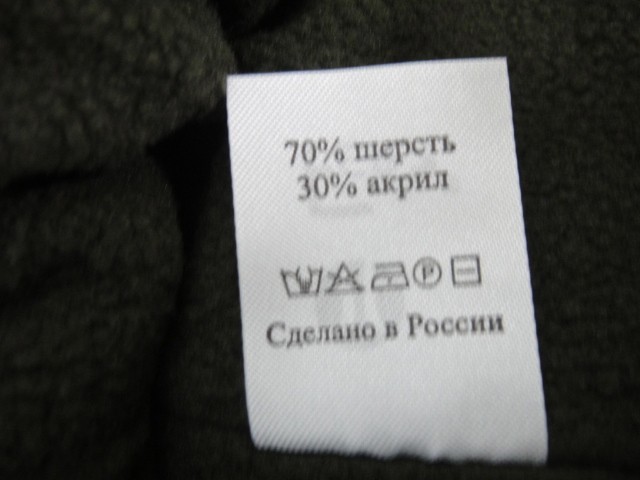 70% шерсть
30% акрил
P
Сделано в России